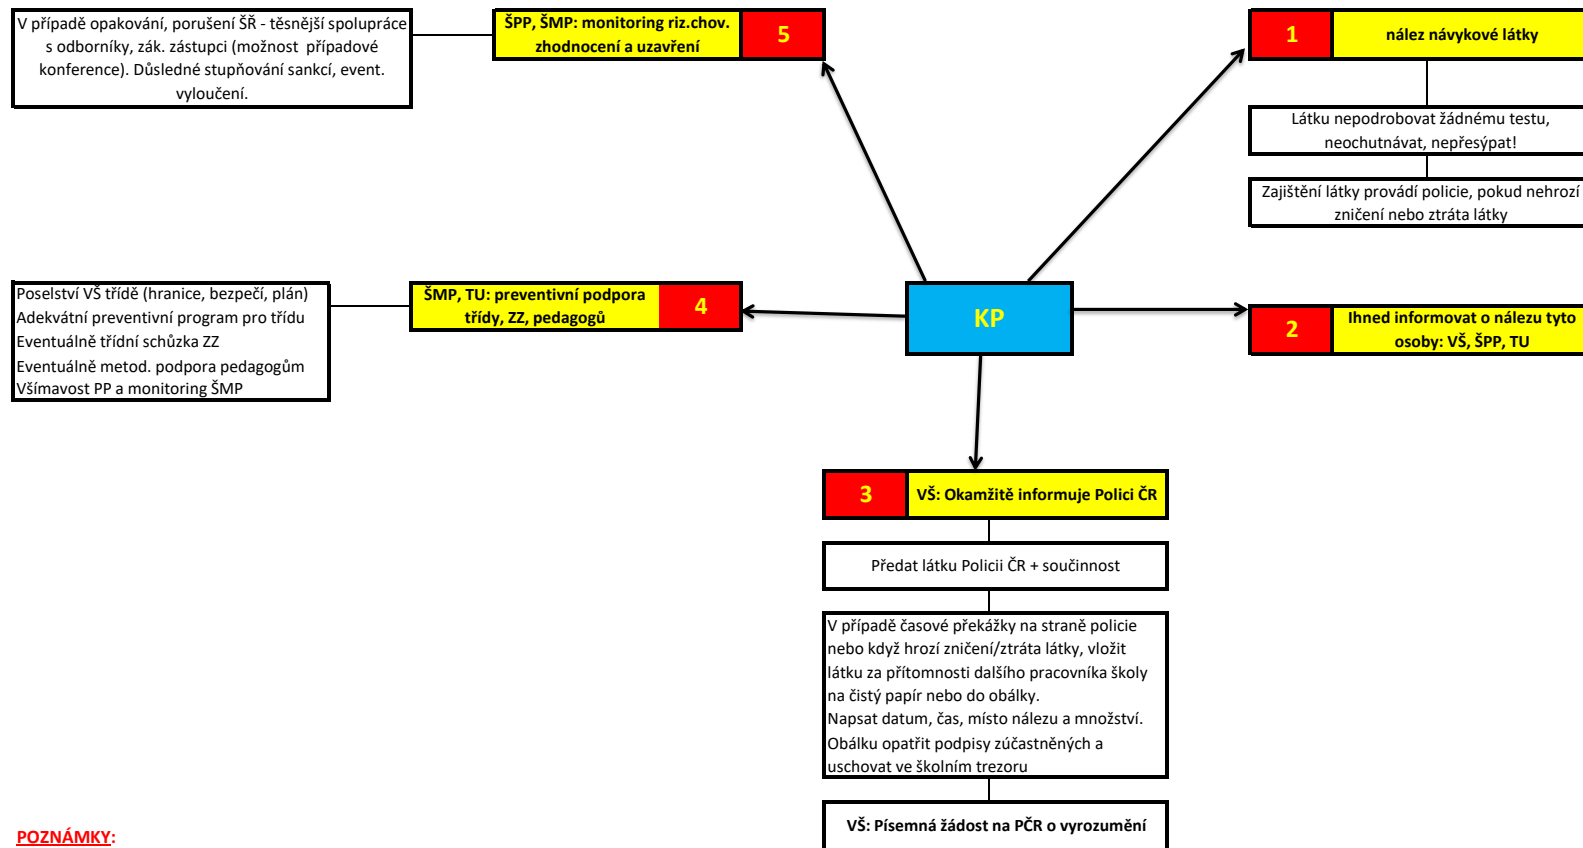 1
nález návykové látky
Látku nepodrobovat žádnému testu,
neochutnávat, nepřesýpat!
Zajištění látky provádí policie, pokud nehrozí
zničení nebo ztráta látky
KP
2
Ihned informovat o nálezu tyto
osoby: VŠ, ŠPP, TU
3
VŠ: Okamžitě informuje Polici ČR
Předat látku Policii ČR + součinnost
V případě časové překážky na straně policie
nebo když hrozí zničení/ztráta látky, vložit
látku za přítomnosti dalšího pracovníka školy
na čistý papír nebo do obálky.
Napsat datum, čas, místo nálezu a množství.
Obálku opatřit podpisy zúčastněných a
uschovat ve školním trezoru
VŠ: Písemná žádost na PČR o vyrozumění
ŠMP, TU: preventivní podpora
třídy, ZZ, pedagogů
4
Poselství VŠ třídě (hranice, bezpečí, plán)
Adekvátní preventivní program pro třídu
Eventuálně třídní schůzka ZZ
Eventuálně metod. podpora pedagogům
Všímavost PP a monitoring ŠMP
ŠPP, ŠMP: monitoring riz.chov.
zhodnocení a uzavření
5
V případě opakování, porušení ŠŘ - těsnější spolupráce
s odborníky, zák. zástupci (možnost případové
konference). Důsledné stupňování sankcí, event.
vyloučení.
POZNÁMKY: